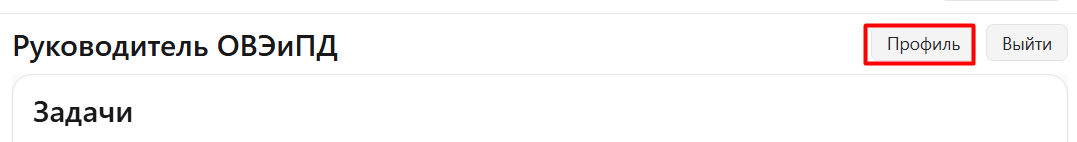 Руководитель ОВЭиПД
Профиль
Выйти
Задачи